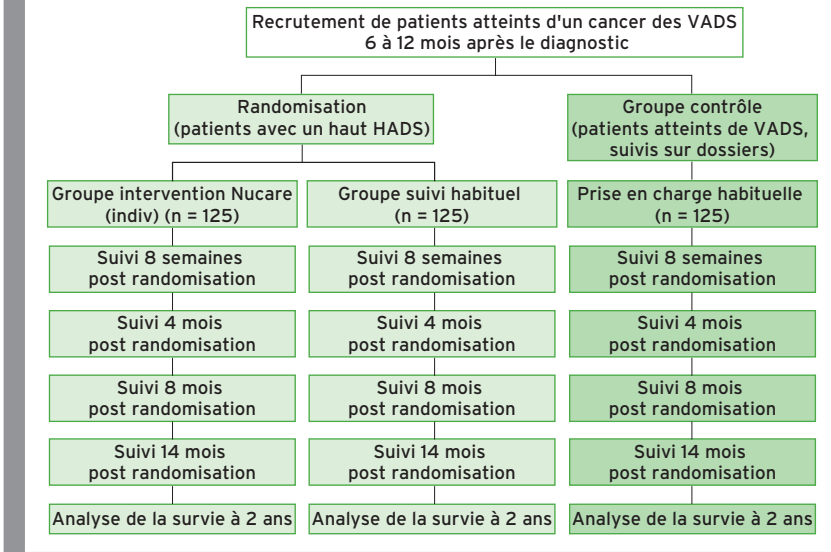 Recrutement de patients atteints d'un cancer des VADS
6 à 12 mois après le diagnostic
Randomisation
(patients avec un haut HADS)
Groupe contrôle
(patients atteints de VADS,
suivis sur dossiers)
Groupe intervention Nucare
(indiv) (n = 125)
Groupe suivi habituel
(n = 125)
Prise en charge habituelle
(n = 125)
Suivi 8 semaines
post randomisation
Suivi 8 semaines
post randomisation
Suivi 8 semaines
post randomisation
Suivi 4 mois
post randomisation
Suivi 4 mois
post randomisation
Suivi 4 mois
post randomisation
Suivi 8 mois
post randomisation
Suivi 8 mois
post randomisation
Suivi 8 mois
post randomisation
Suivi 14 mois
post randomisation
Suivi 14 mois
post randomisation
Suivi 14 mois
post randomisation
Analyse de la survie à 2 ans
Analyse de la survie à 2 ans
Analyse de la survie à 2 ans